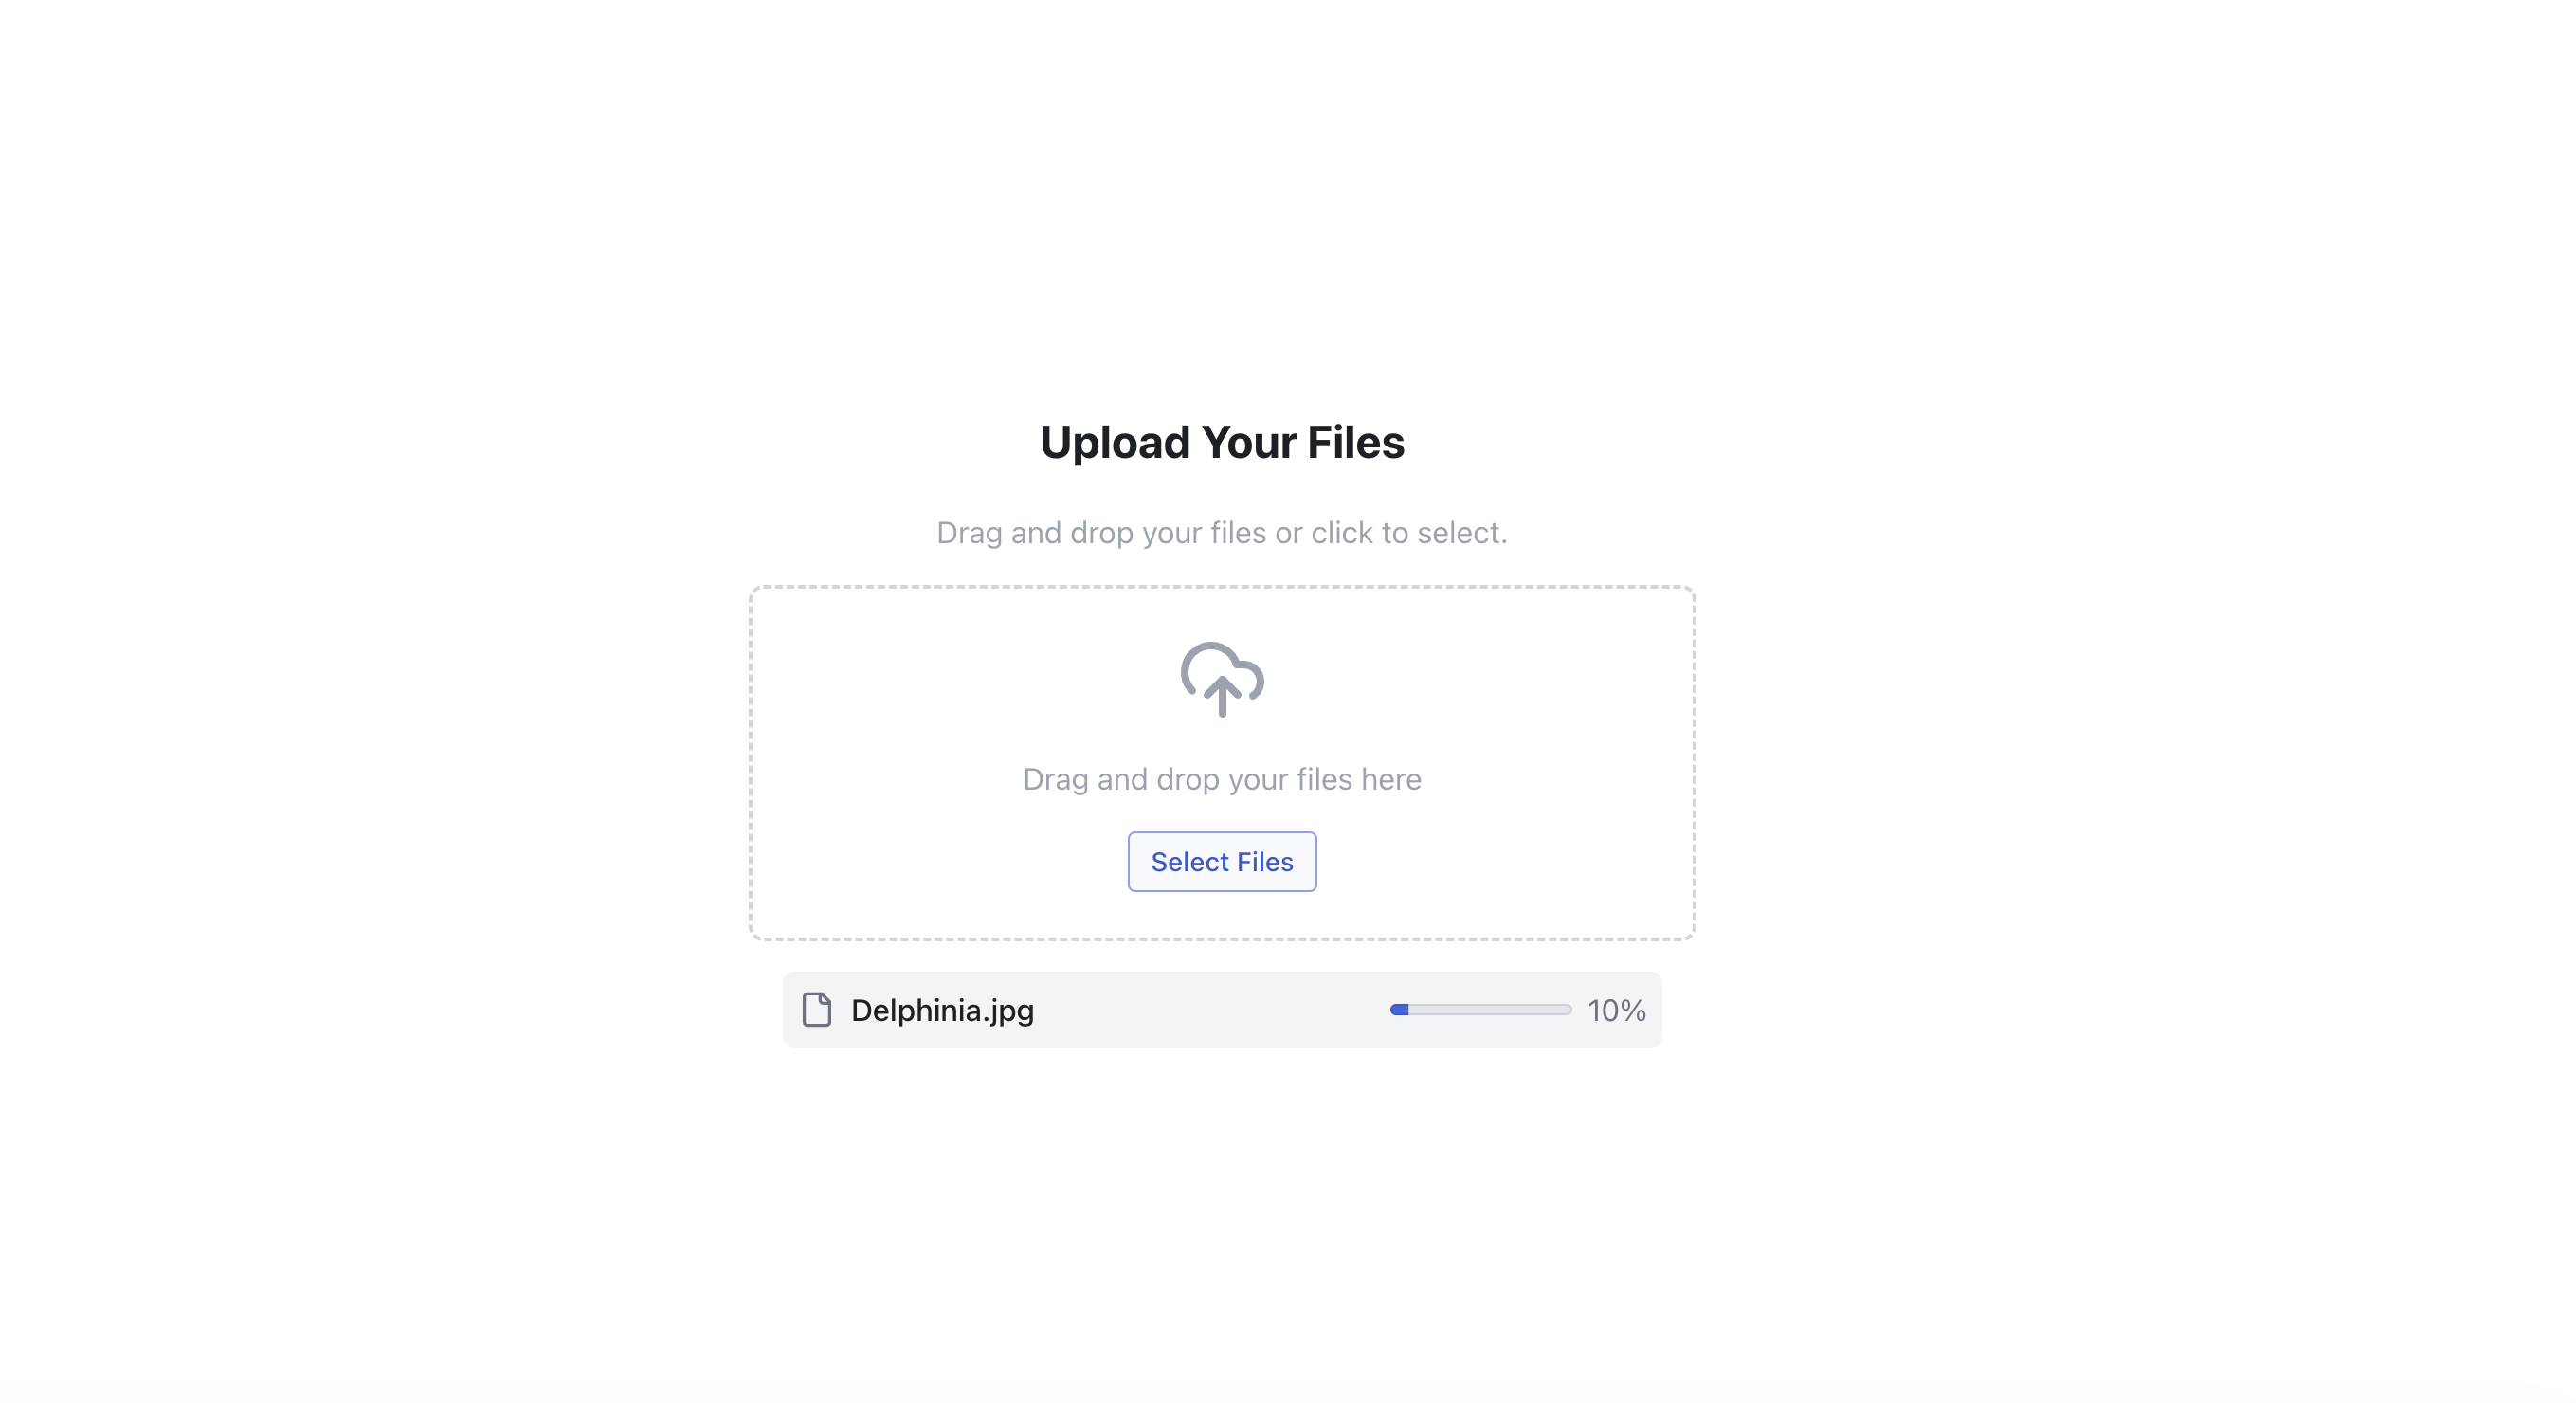 Upload Your Files
Drag and drop your files or click to select.
Drag and drop your files here
Select Files
Delphinia.jpg 10%